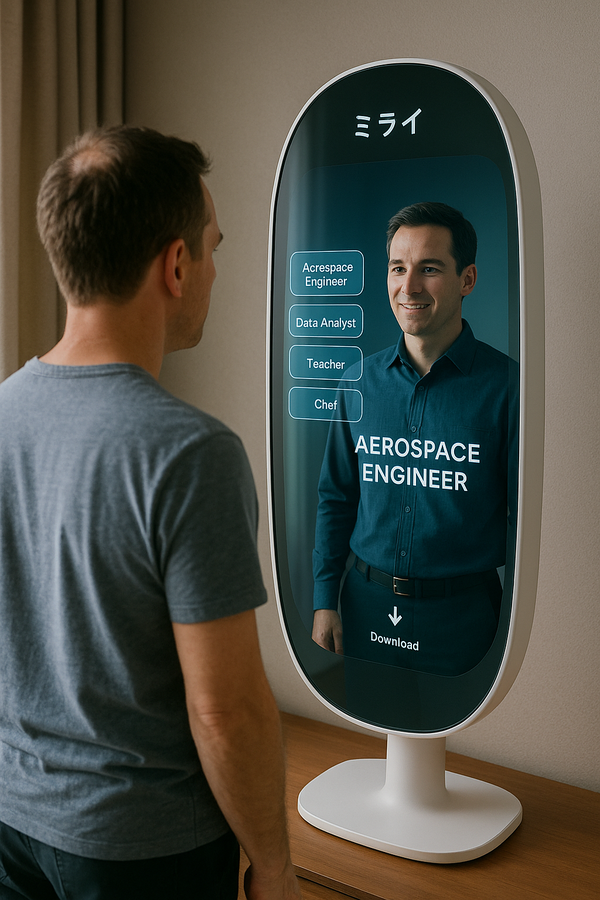 ミライ
Acrespace
Engineer
Data Analyst
Teacher
Chef
AEROSPACE
ENGINEER
Download